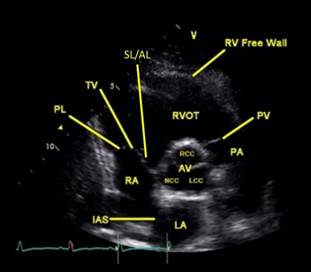 V
RV Free Wall
SL/AL
TV
5
PL
RVOT
PV
10
RCC
PA
AV
RA
NCC LCC
IAS
LA